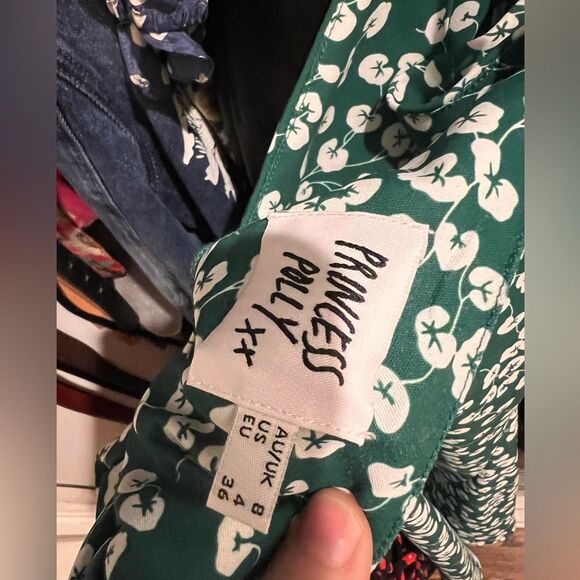 PRINCESS
POLLY xx
AU/UK 8
US 4
EU 36